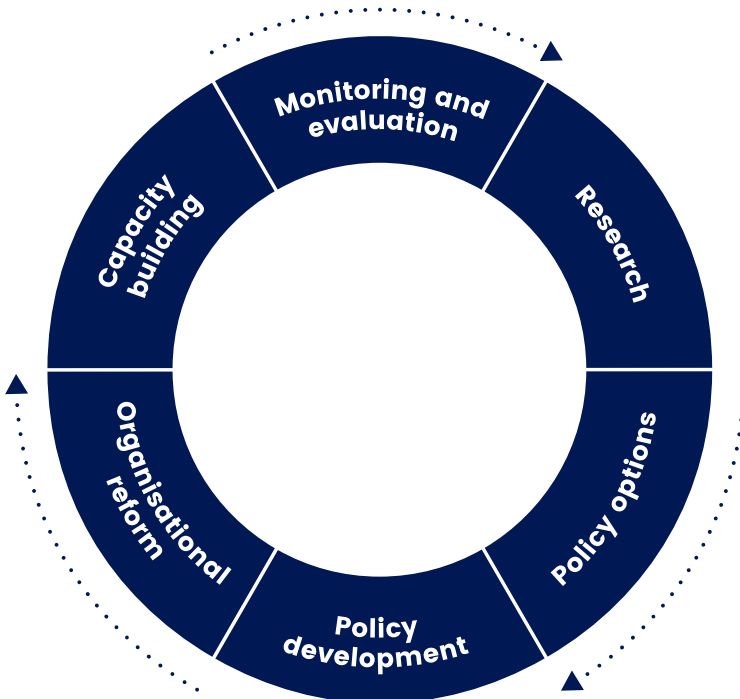 Monitoring and
evaluation
Research
Policy options
Policy
development
Organisational
reform
Capacity
building